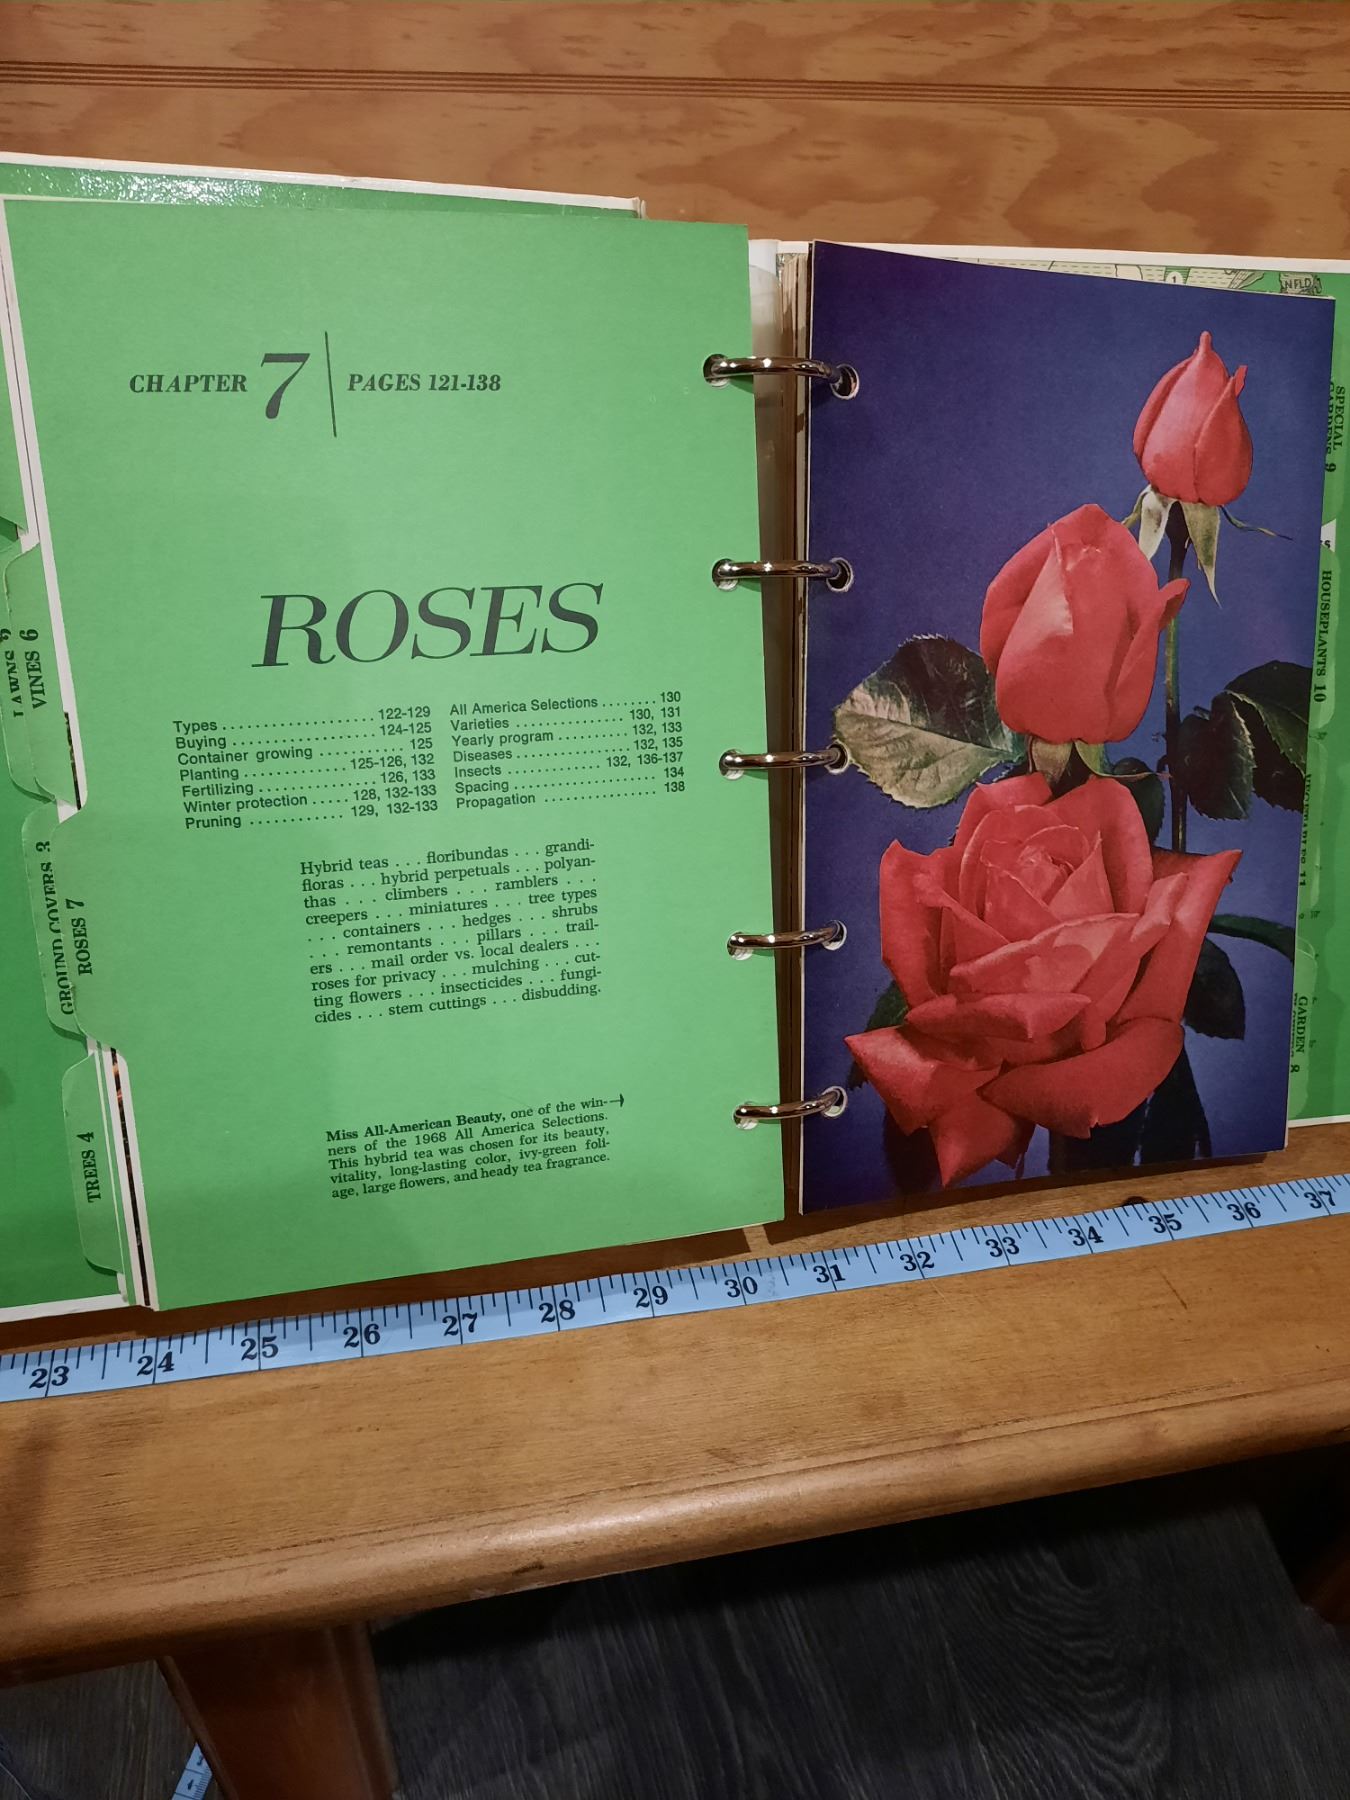 CHAPTER 7 PAGES 121-138
ROSES
Types . . . . . . . . . . . . . . . . . . . . 122-129
Buying . . . . . . . . . . . . . . . . . . . 124-125
Container growing . . . . . . . . . . . 125
Planting . . . . . . . . . . . . . . 125-126, 132
Fertilizing . . . . . . . . . . . . . . . . 126, 133
Winter protection . . . . . 128, 132-133
Pruning . . . . . . . . . . . . 129, 132-133
All America Selections . . . . . . . . 130
Varieties . . . . . . . . . . . . . . . 130, 131
Yearly program . . . . . . . . . . 132, 133
Diseases . . . . . . . . . . . . . . . 132, 135
Insects . . . . . . . . . . . . . . 132, 136-137
Spacing . . . . . . . . . . . . . . . . . . . . 134
Propagation . . . . . . . . . . . . . . . . 138
Hybrid teas . . . floribundas . . . grandi-
floras . . . hybrid perpetuals . . . polyan-
thas . . . climbers . . . ramblers . . .
creepers . . . miniatures . . . tree types
. . . containers . . . hedges . . . shrubs
. . . remontants . . . pillars . . . trail-
ers . . . mail order vs. local dealers . . .
roses for privacy . . . mulching . . . cut-
ting flowers . . . insecticides . . . fungi-
cides . . . stem cuttings . . . disbudding.
Miss All-American Beauty, one of the win-→
ners of the 1968 All America Selections.
This hybrid tea was chosen for its beauty,
vitality, long-lasting color, ivy-green foli-
age, large flowers, and heady tea fragrance.
LAWNS
VINES 6
GROUND COVERS 3
ROSES 7
TREES 4
1
NFLD
SPECIAL
GARDENS 9
HOUSEPLANTS 10
VEGETABLES 11
GARDEN
8
23 24 25 26 27 28 29 30 31 32 33 34 35 36 37